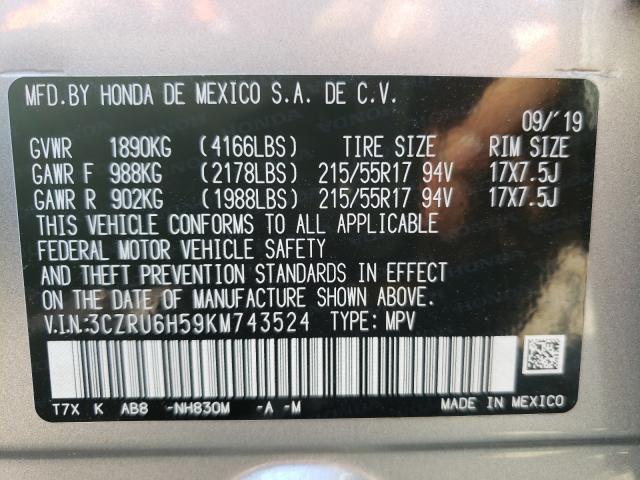 MFD.BY HONDA DE MEXICO S.A. DE C.V.
09/'19
GVWR 1890KG (4166LBS) TIRE SIZE RIM SIZE
GAWR F 988KG (2178LBS) 215/55R17 94V 17X7.5J
GAWR R 902KG (1988LBS) 215/55R17 94V 17X7.5J
THIS VEHICLE CONFORMS TO ALL APPLICABLE
FEDERAL MOTOR VEHICLE SAFETY
AND THEFT PREVENTION STANDARDS IN EFFECT
ON THE DATE OF MANUFACTURE SHOWN ABOVE.
V.I.N.:3CZRU6H59KM743524 TYPE: MPV
T7X K AB8 -NH830M -A -M MADE IN MEXICO